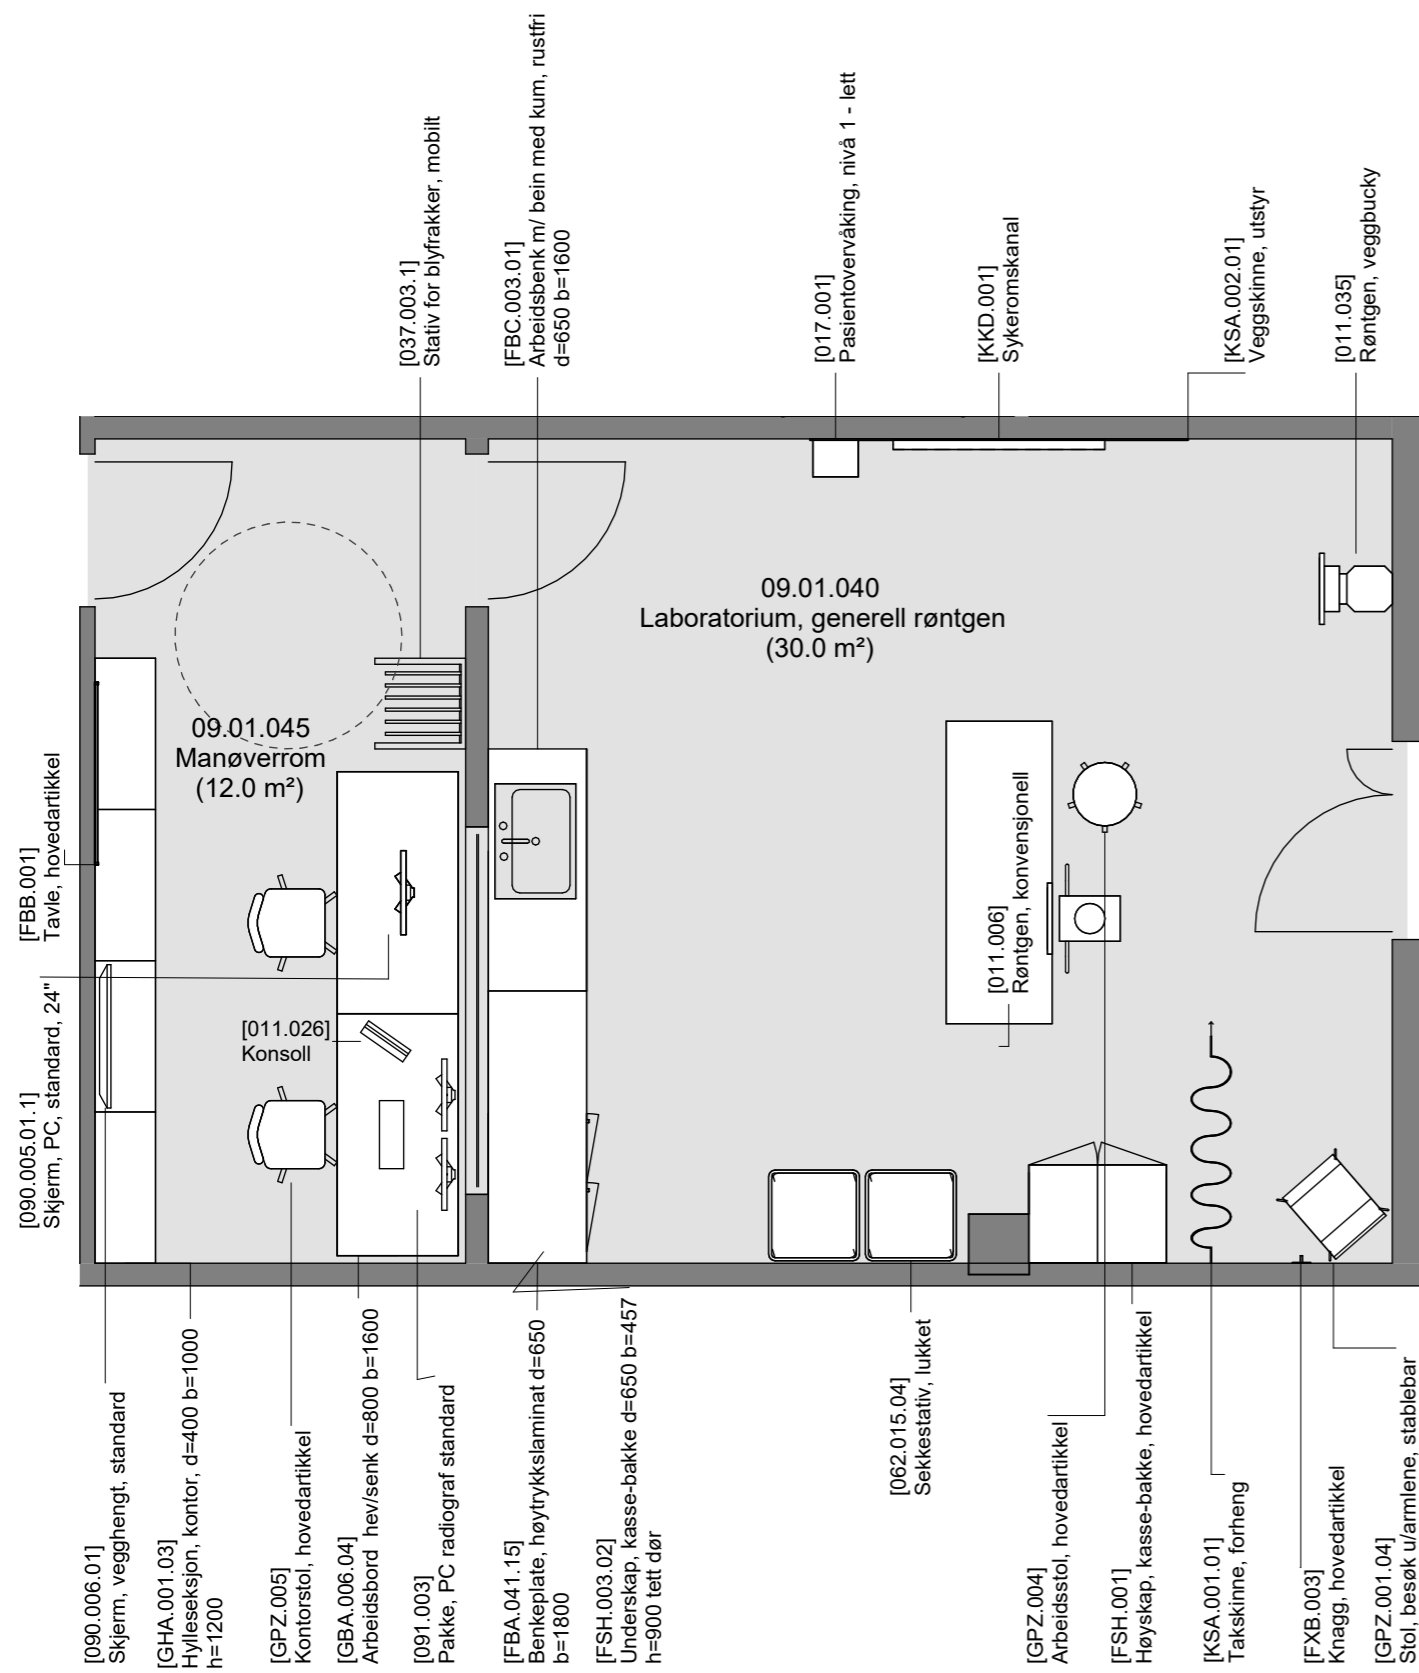 [037.003.1]
Stativ for blyfrakker, mobilt
[FBC.003.01]
Arbeidsbenk m/ bein med kum, rustfri
d=650 b=1600
[017.001]
Pasientovervåking, nivå 1 - lett
[KKD.001]
Sykeromskanal
[KSA.002.01]
Veggskinne, utstyr
[011.035]
Røntgen, veggbucky
09.01.040
Laboratorium, generell røntgen
(30.0 m²)
09.01.045
Manøverrom
(12.0 m²)
[FBB.001]
Tavle, hovedartikkel
[090.005.01.1]
Skjerm, PC, standard, 24"
[011.026]
Konsoll
[011.006]
Røntgen, konvensjonell
[090.006.01]
Skjerm, vegghengt, standard
[GHA.001.03]
Hylleseksjon, kontor, d=400 b=1000
h=1200
[GPZ.005]
Kontorstol, hovedartikkel
[GBA.006.04]
Arbeidsbord hev/senk d=800 b=1600
[091.003]
Pakke, PC radiograf standard
[FBA.041.15]
Benkeplate, høytrykkslaminat d=650
b=1800
[FSH.003.02]
Underskap, kasse-bakke d=650 b=457
h=900 tett dør
[062.015.04]
Sekkestativ, lukket
[GPZ.004]
Arbeidsstol, hovedartikkel
[FSH.001]
Høyskap, kasse-bakke, hovedartikkel
[KSA.001.01]
Takskinne, forheng
[FXB.003]
Knagg, hovedartikkel
[GPZ.001.04]
Stol, besøk u/armlene, stablebar